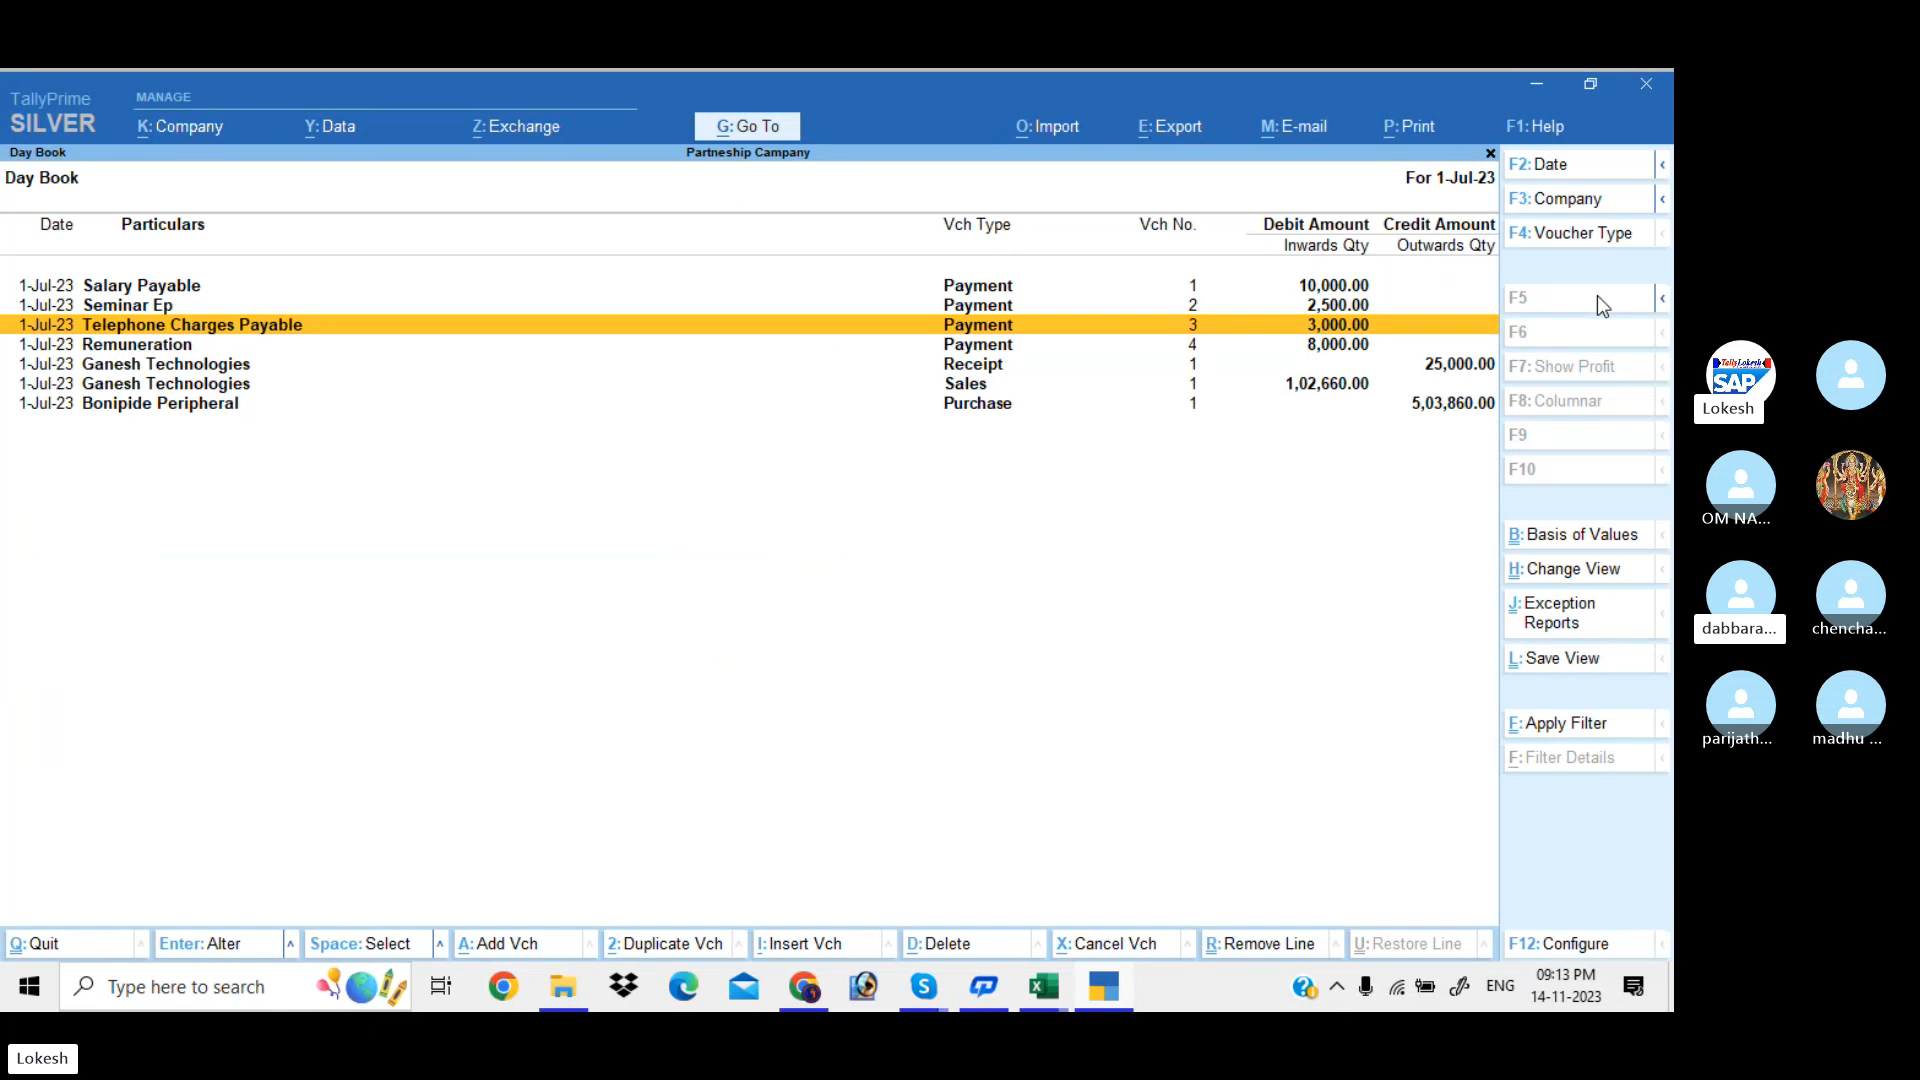 TallyPrime
SILVER
MANAGE
K: Company
Y: Data
Z: Exchange
G: Go To
O: Import
E: Export
M: E-mail
P: Print
F1: Help
Day Book
Partneship Campany
Day Book
For 1-Jul-23
Date Particulars Vch Type Vch No. Debit Amount Credit Amount
Inwards Qty Outwards Qty
1-Jul-23 Salary Payable Payment 1 10,000.00
1-Jul-23 Seminar Ep Payment 2 2,500.00
1-Jul-23 Telephone Charges Payable Payment 3 3,000.00
1-Jul-23 Remuneration Payment 4 8,000.00
1-Jul-23 Ganesh Technologies Receipt 1 25,000.00
1-Jul-23 Ganesh Technologies Sales 1 1,02,660.00
1-Jul-23 Bonipide Peripheral Purchase 1 5,03,860.00
F2: Date
F3: Company
F4: Voucher Type
F5
F6
F7: Show Profit
F8: Columnar
F9
F10
B: Basis of Values
H: Change View
J: Exception
Reports
L: Save View
F: Apply Filter
F: Filter Details
Q: Quit
Enter: Alter
Space: Select
A: Add Vch
2: Duplicate Vch
I: Insert Vch
D: Delete
X: Cancel Vch
R: Remove Line
U: Restore Line
F12: Configure
Type here to search
ENG
09:13 PM
14-11-2023
TallyLokesh
SAP
Lokesh
OM NA...
dabbara...
chencha...
parijath...
madhu ...
Lokesh